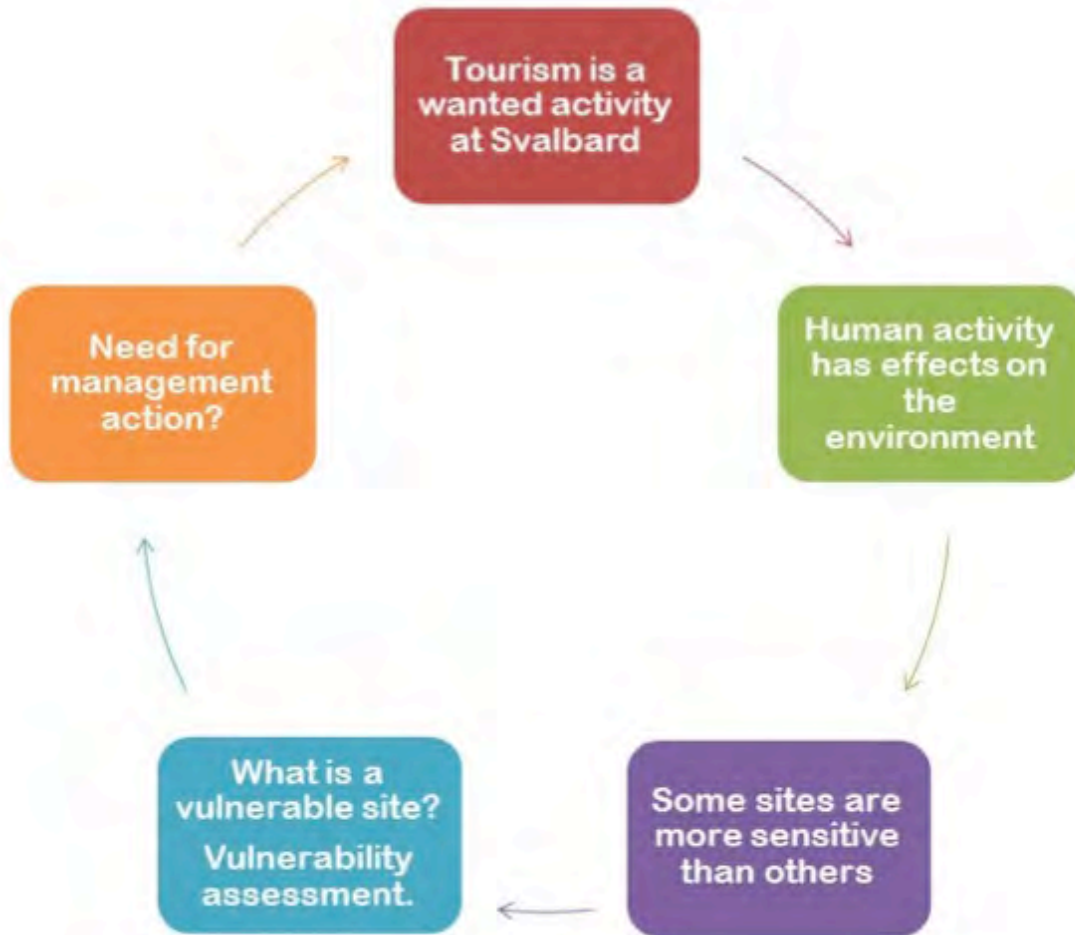 Tourism is a
wanted activity
at Svalbard
Human activity
has effects on
the
environment
Some sites are
more sensitive
than others
What is a
vulnerable site?
Vulnerability
assessment.
Need for
management
action?